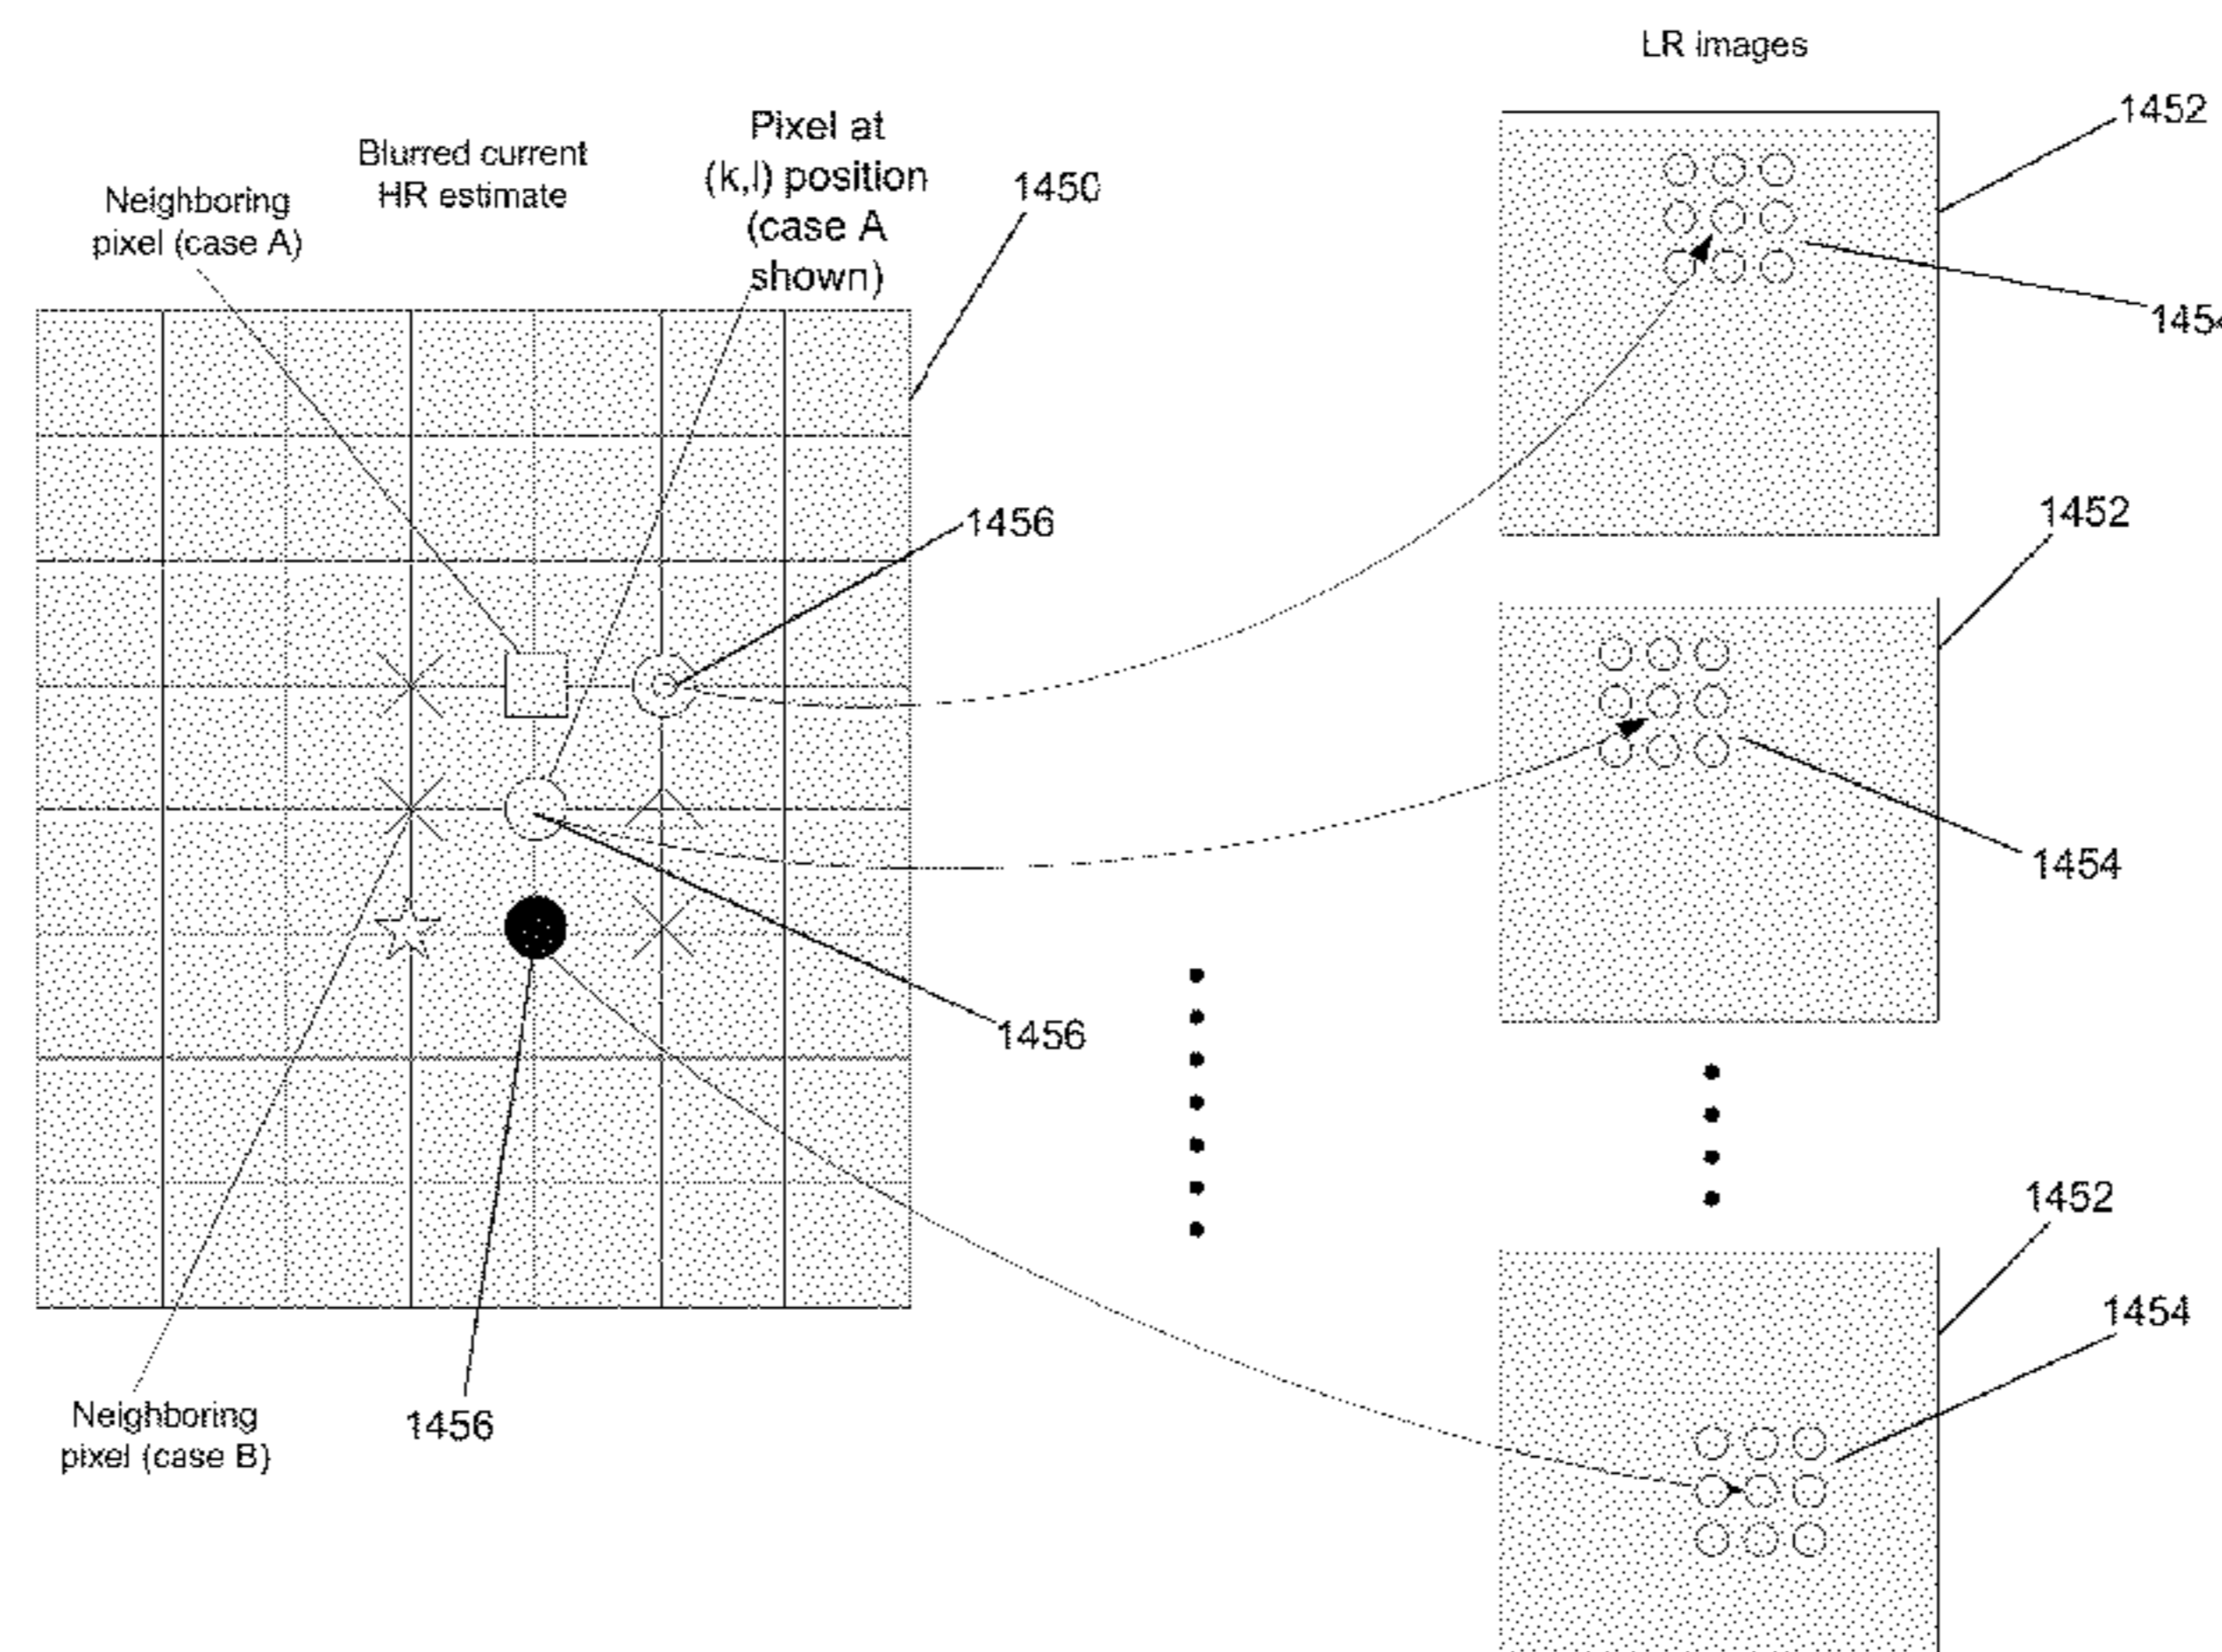 LR images
1452
Pixel at
(k,l) position
(case A
shown)
Blurred current
HR estimate
1450
Neighboring
pixel (case A)
1456
1452
1454
1456
1452
1454
Neighboring
pixel (case B)
1456